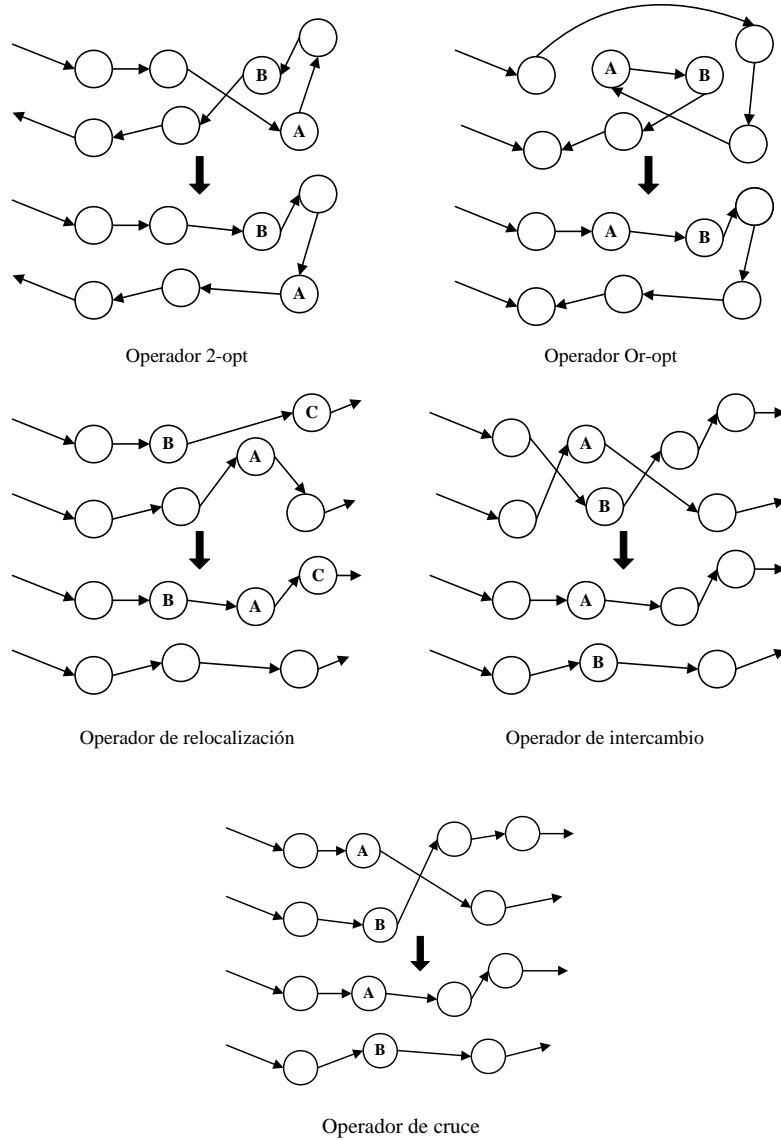 B
A
B
A
Operador 2-opt
A
B
A
B
Operador Or-opt
B
C
A
C
B
A
Operador de relocalización
A
B
A
B
Operador de intercambio
A
B
A
B
Operador de cruce